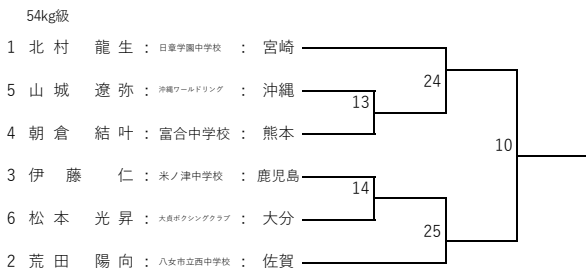 54kg級
1 北村 龍生 : 日章学園中学校 : 宮崎
5 山城 遼弥 : 沖縄ワールドリング : 沖縄
4 朝倉 結叶 : 富合中学校 : 熊本
3 伊藤 仁 : 米ノ津中学校 : 鹿児島
6 松本 光昇 : 大貞ボクシングクラブ : 大分
2 荒田 陽向 : 八女市立西中学校 : 佐賀
24
13
10
14
25